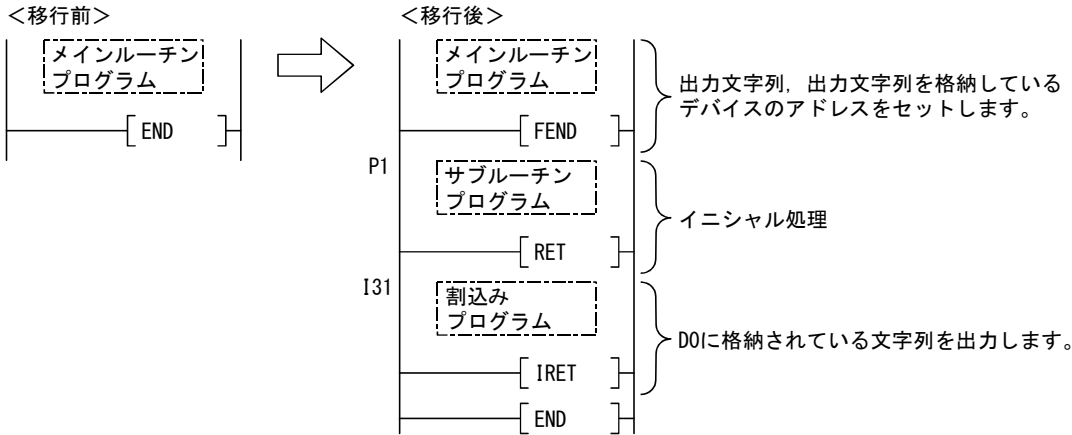 ＜移行前＞
メインルーチン
プログラム
END
＜移行後＞
メインルーチン
プログラム
FEND
出力文字列，出力文字列を格納している
デバイスのアドレスをセットします。
P1
サブルーチン
プログラム
RET
イニシャル処理
I31
割込み
プログラム
IRET
D0に格納されている文字列を出力します。
END